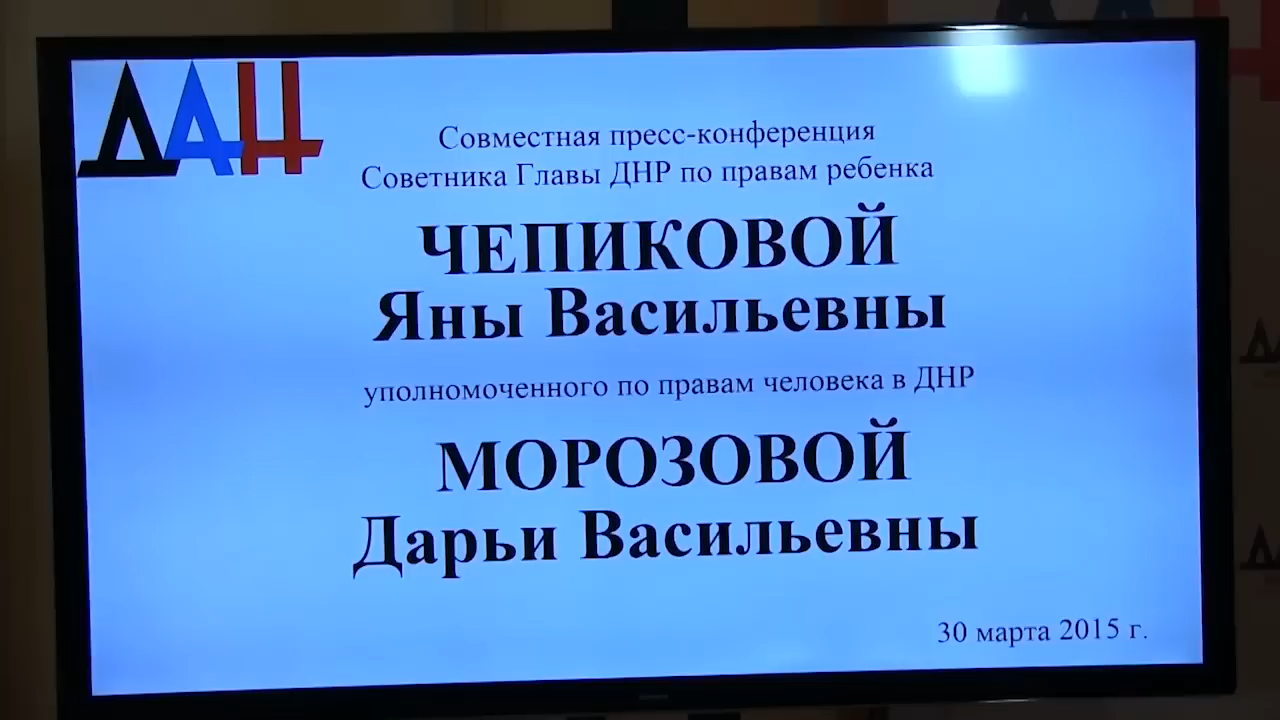 ДАН
Совместная пресс-конференция
Советника Главы ДНР по правам ребенка
ЧЕПИКОВОЙ
Яны Васильевны
уполномоченного по правам человека в ДНР
МОРОЗОВОЙ
Дарьи Васильевны
30 марта 2015 г.